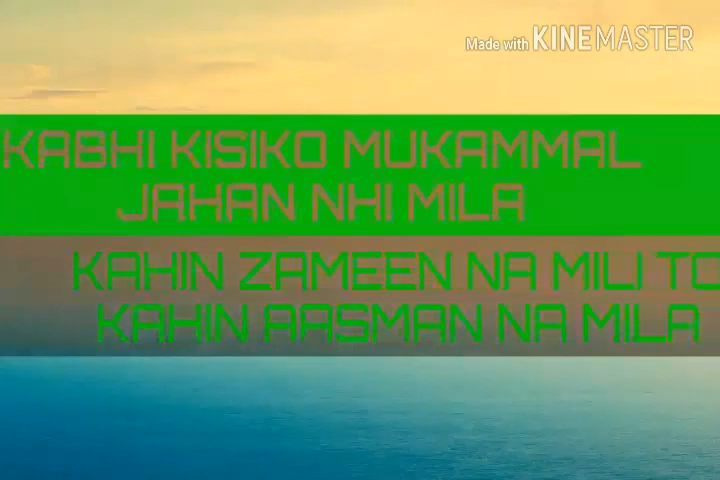 Made with KINEMASTER
KABHI KISIKO MUKAMMAL
JAHAN NHI MILA
KAHIN ZAMEEN NA MILI TO
KAHIN AASMAN NA MILA